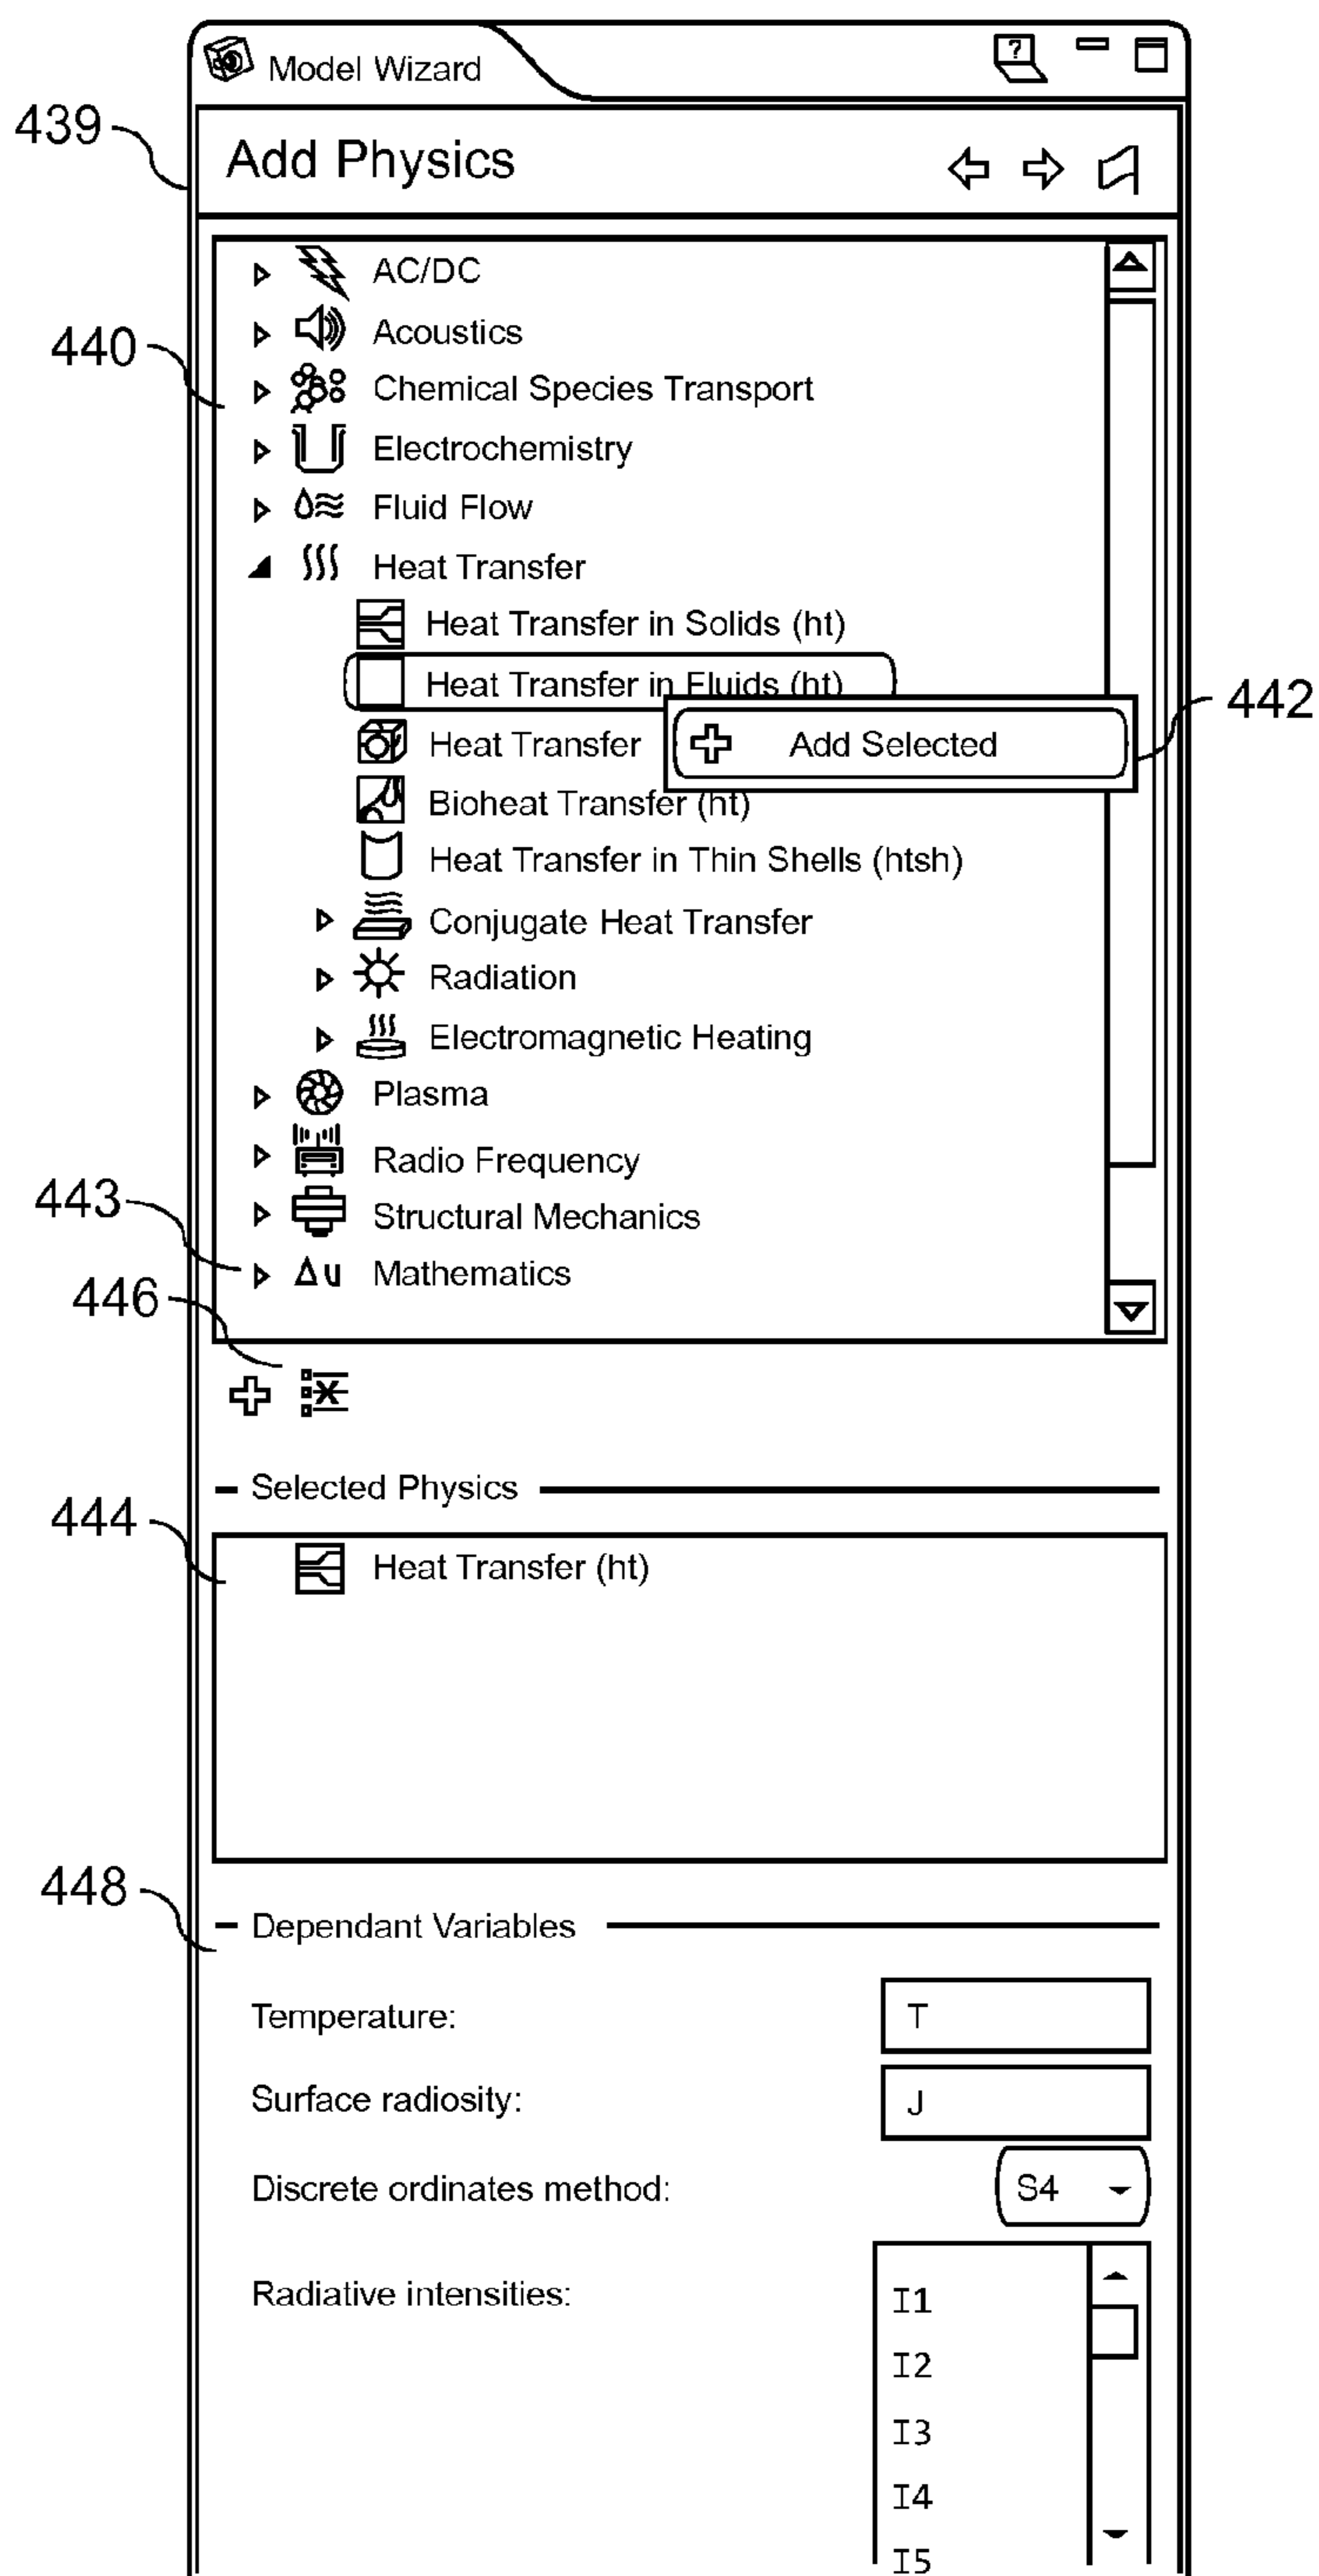 Model Wizard
?
439
Add Physics
AC/DC
Acoustics
440
Chemical Species Transport
Electrochemistry
Fluid Flow
Heat Transfer
Heat Transfer in Solids (ht)
Heat Transfer in Fluids (ht)
442
Heat Transfer
Add Selected
Bioheat Transfer (ht)
Heat Transfer in Thin Shells (htsh)
Conjugate Heat Transfer
Radiation
Electromagnetic Heating
Plasma
Radio Frequency
443
Structural Mechanics
Δu Mathematics
446
Selected Physics
444
Heat Transfer (ht)
448
Dependant Variables
Temperature: T
Surface radiosity: J
Discrete ordinates method: S4
Radiative intensities: I1
I2
I3
I4
I5